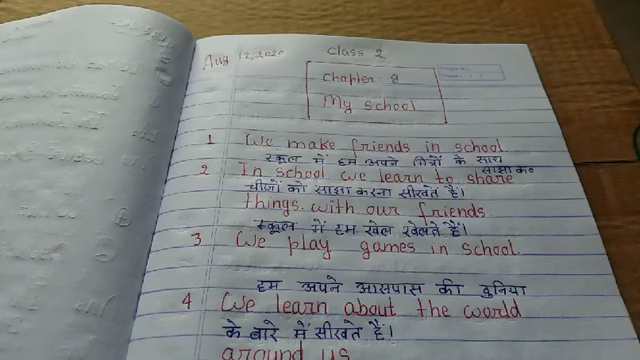 Aug 12,2020 Class 2
Chapter 8
My School
1 We make friends in school.
स्कूल में हम अपने मित्रों के साथ
साझा क०
2 In school we learn to share
चीजों को साझा करना सीखते हैं।
things with our friends
स्कूल में हम खेल खेलते हैं।
3 We play games in school.
हम अपने आसपास की दुनिया
4 We learn about the world
के बारे में सीखते हैं।
around us